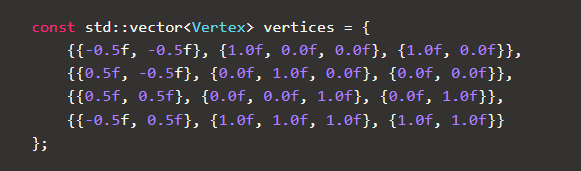 const std::vector<Vertex> vertices = {
    {{-0.5f, -0.5f}, {1.0f, 0.0f, 0.0f}, {1.0f, 0.0f}},
    {{0.5f, -0.5f}, {0.0f, 1.0f, 0.0f}, {0.0f, 0.0f}},
    {{0.5f, 0.5f}, {0.0f, 0.0f, 1.0f}, {0.0f, 1.0f}},
    {{-0.5f, 0.5f}, {1.0f, 1.0f, 1.0f}, {1.0f, 1.0f}}
};